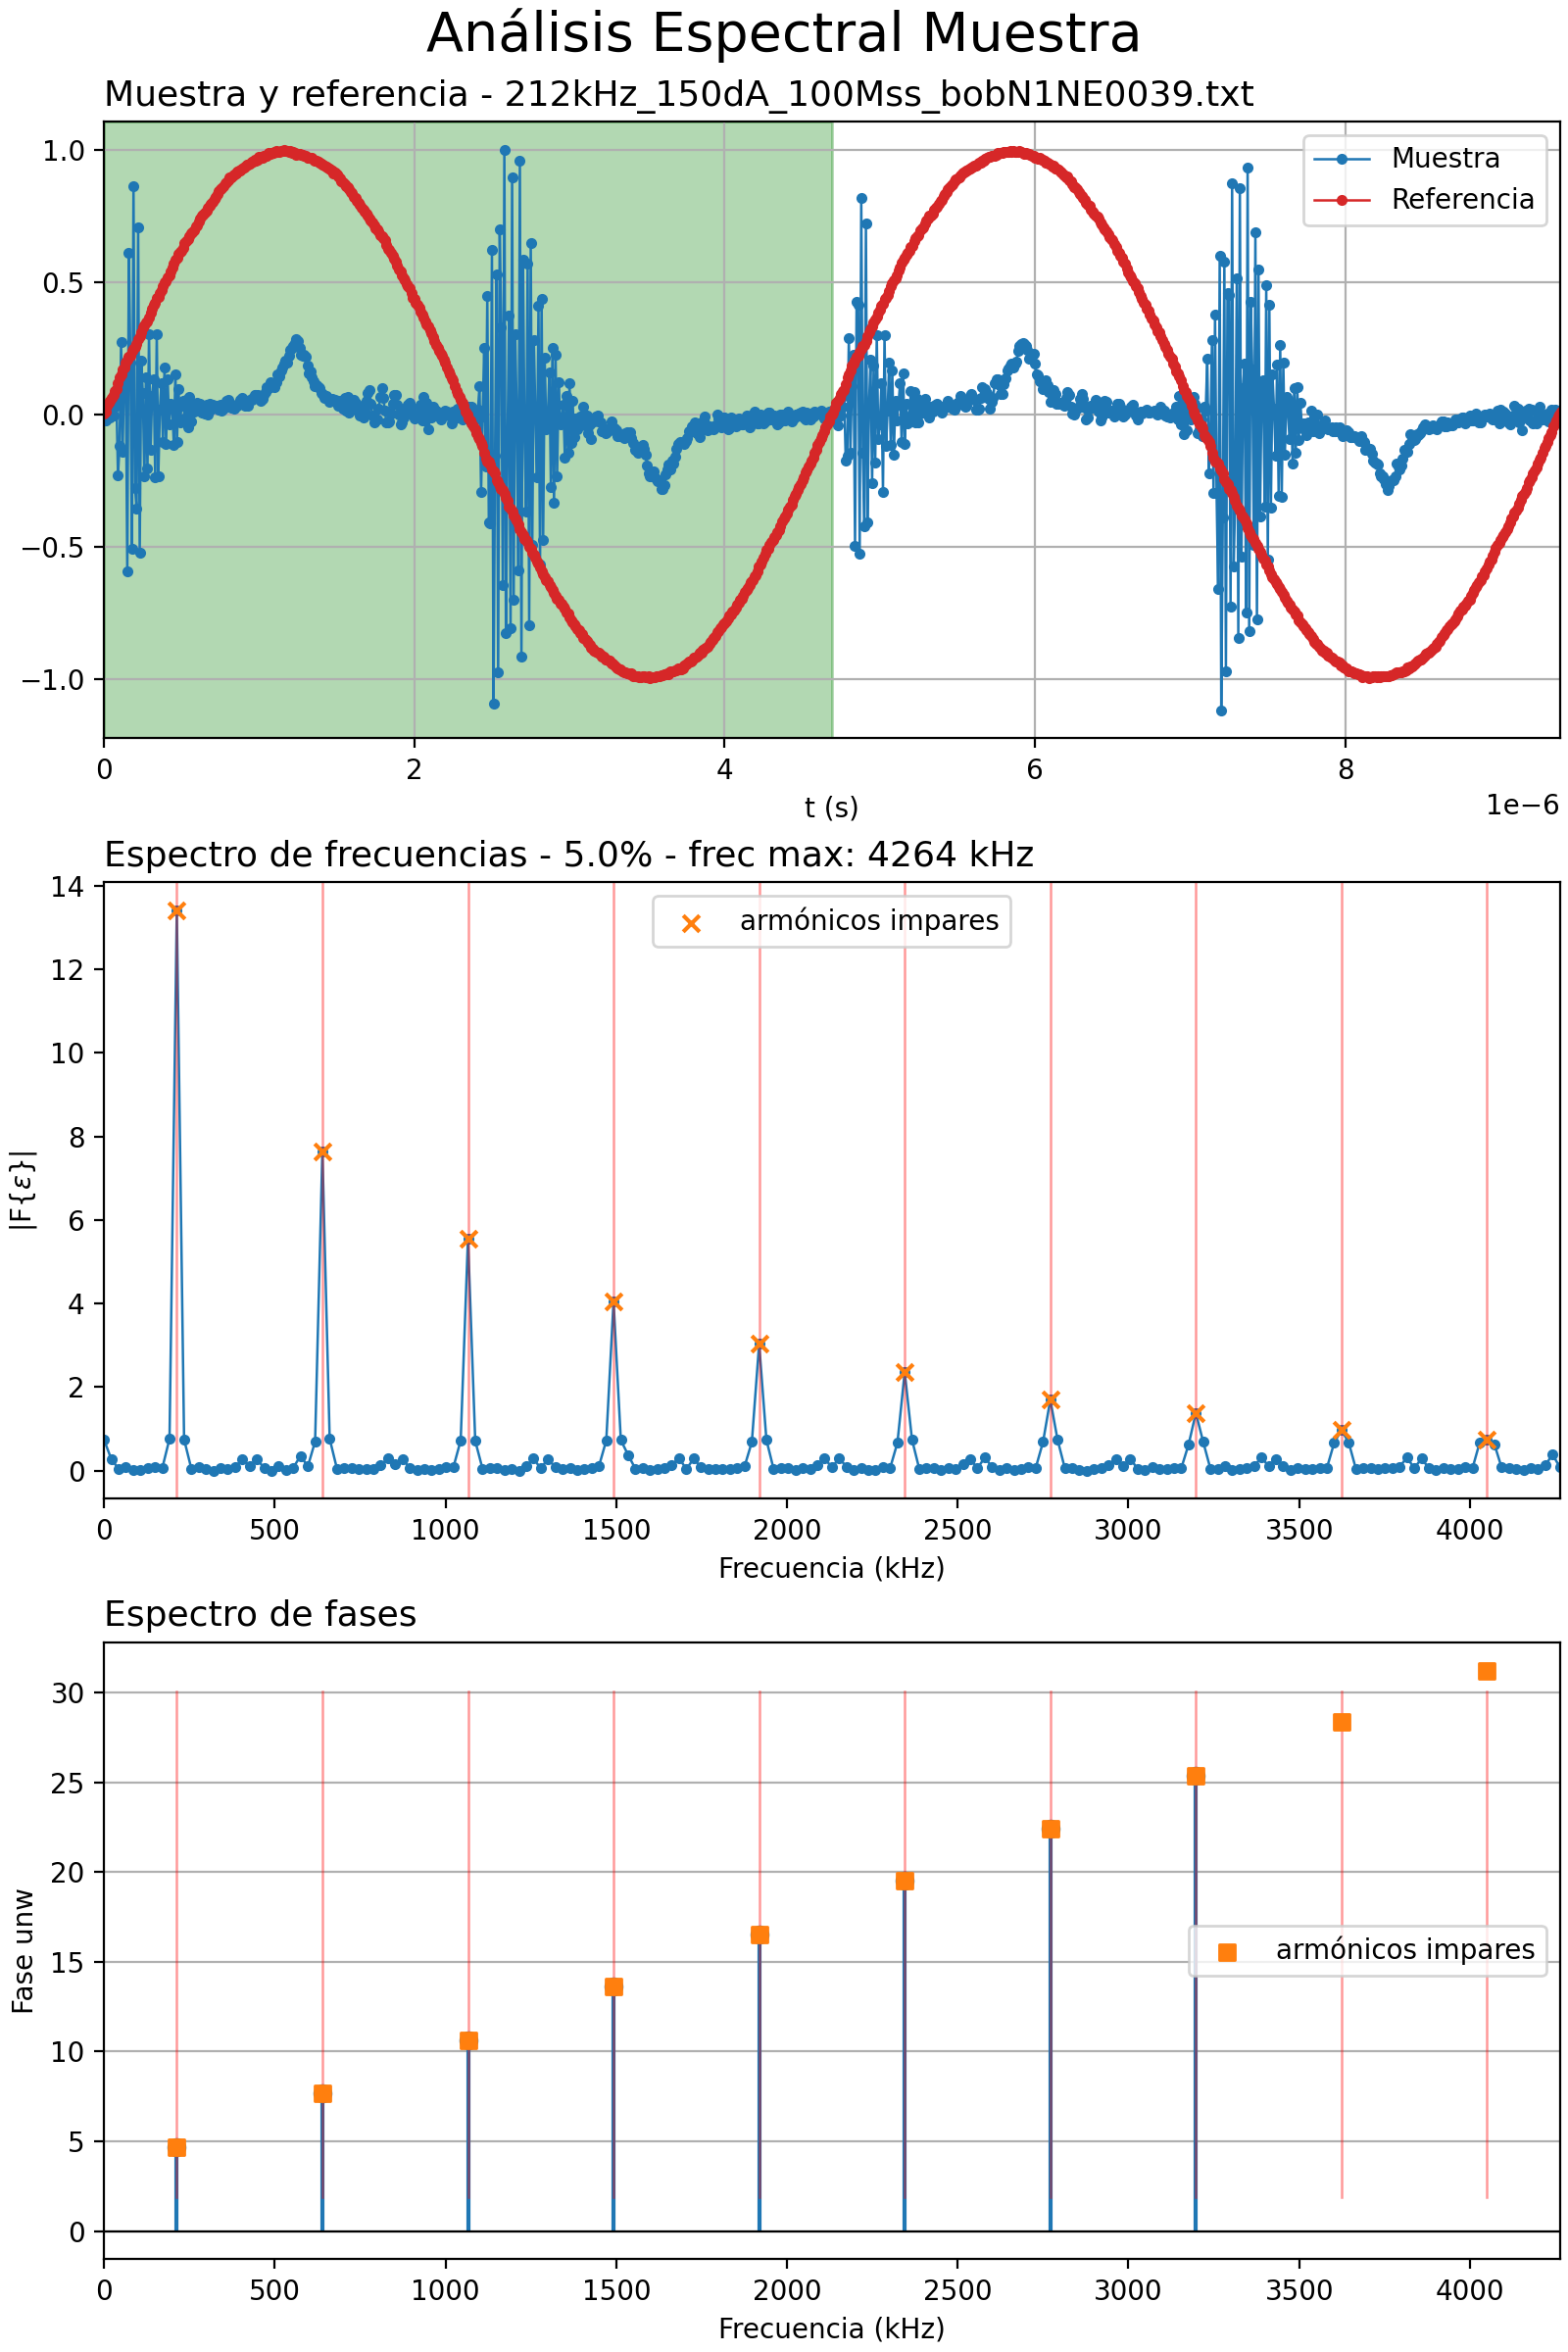 Análisis Espectral Muestra
Muestra y referencia - 212kHz_150dA_100Mss_bobN1NE0039.txt
1.0
0.5
0.0
−0.5
−1.0
Muestra
Referencia
0 2 4 6 8
t (s)
1e−6
Espectro de frecuencias - 5.0% - frec max: 4264 kHz
14
12
10
8
6
4
2
0
|F{ε}|
armónicos impares
0 500 1000 1500 2000 2500 3000 3500 4000
Frecuencia (kHz)
Espectro de fases
30
25
20
15
10
5
0
Fase unw
armónicos impares
0 500 1000 1500 2000 2500 3000 3500 4000
Frecuencia (kHz)